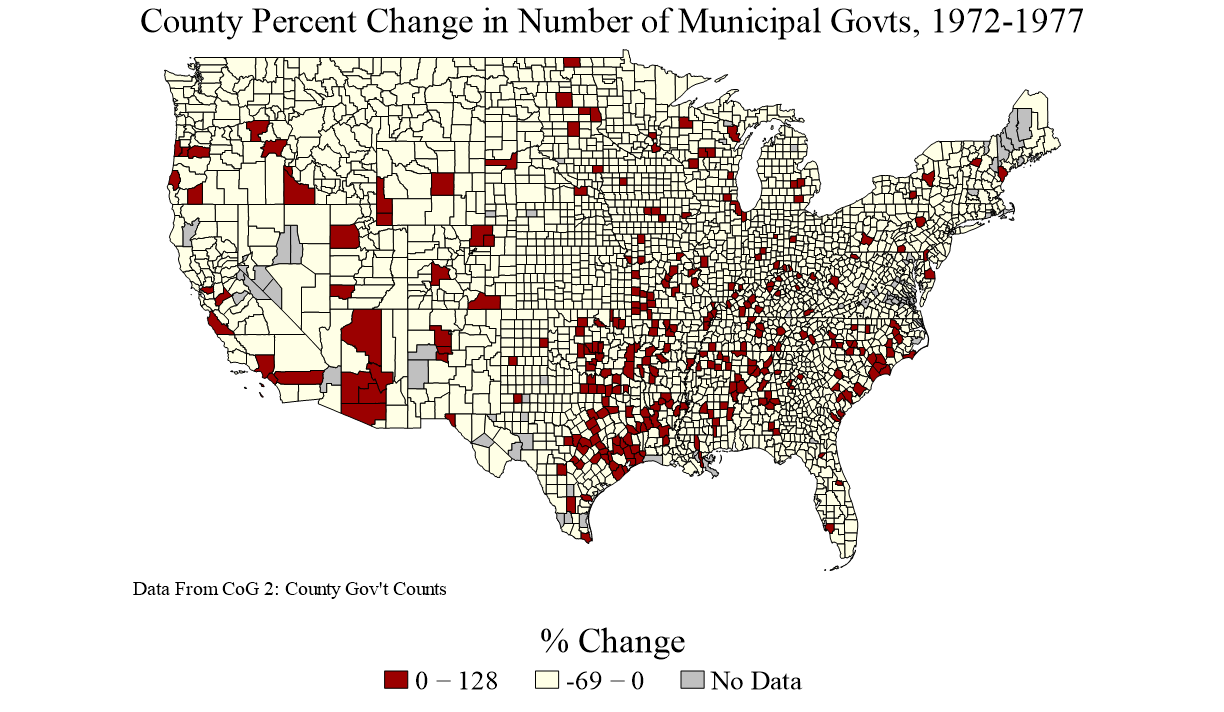 County Percent Change in Number of Municipal Govts, 1972-1977
Data From CoG 2: County Gov't Counts
% Change
0 − 128 -69 − 0 No Data